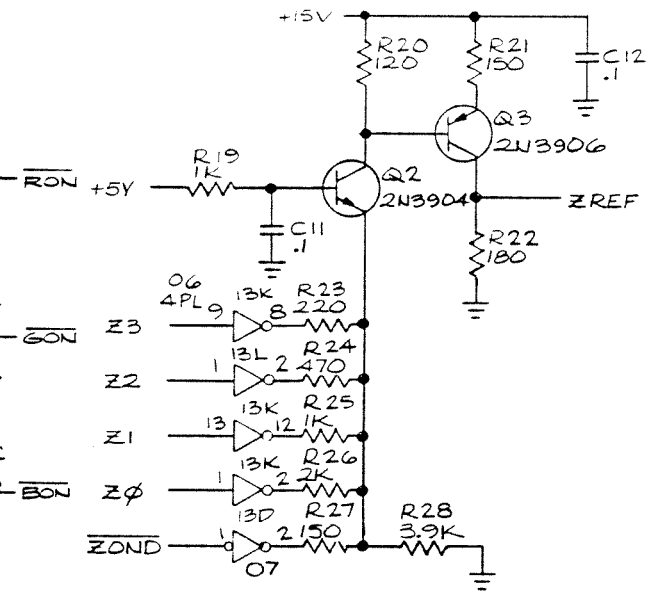 +15V
R20
120
R21
150
C12
.1
Q3
2N3906
R19
1K
RON
+5V
Q2
2N3904
ZREF
C11
.1
R22
180
06
4PL
13K
R23
220
GON
Z3
9
8
13L
R24
470
Z2
1
2
13K
R25
1K
Z1
13
12
13K
R26
2K
BON
ZØ
1
2
13D
R27
150
R28
3.9K
ZOND
1
2
07